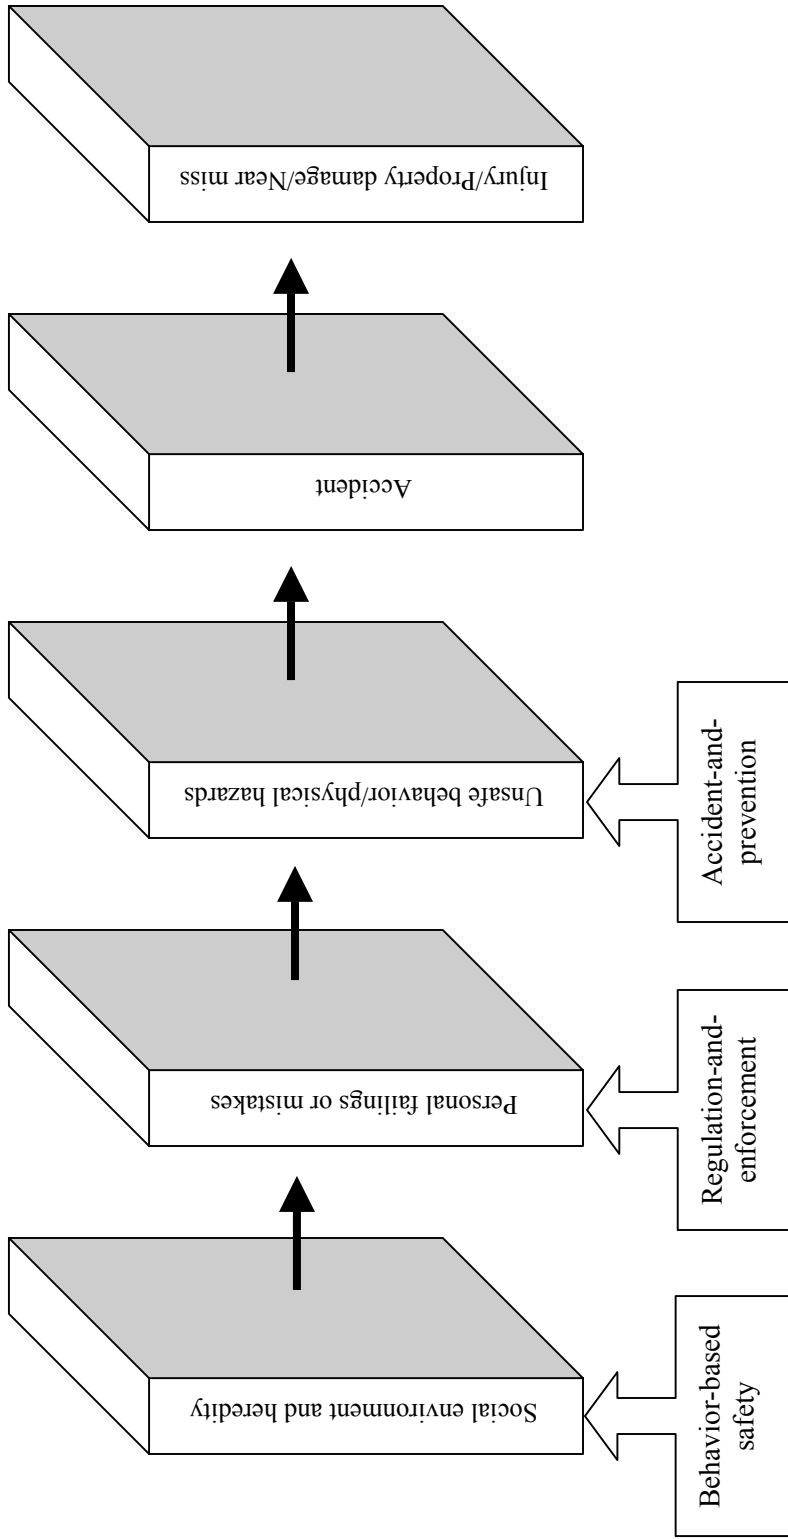 Social environment and heredity
Personal failings or mistakes
Unsafe behavior/physical hazards
Accident
Injury/Property damage/Near miss
Behavior-based
safety
Regulation-and-
enforcement
Accident-and-
prevention